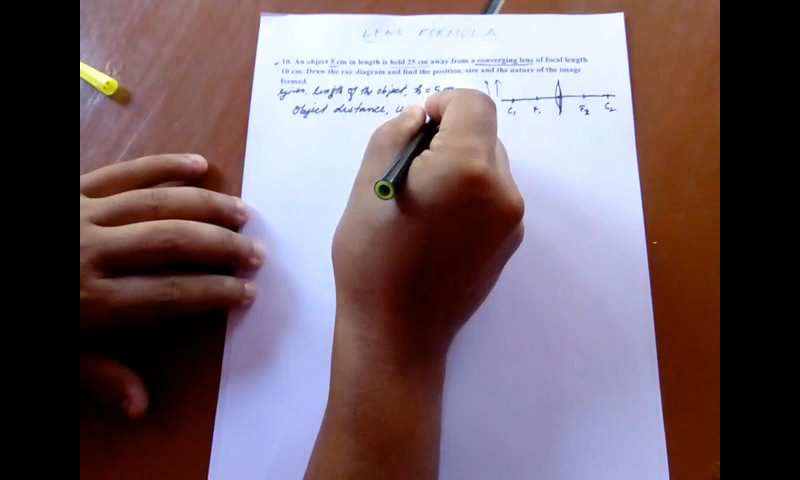 LENS FORMULA
10. An object 5 cm in length is held 25 cm away from a converging lens of focal length
10 cm. Draw the ray diagram and find the position, size and the nature of the image
formed.
Given, length of the object, h = 5
Object distance, u
C₁ F₁ F₂ C₂